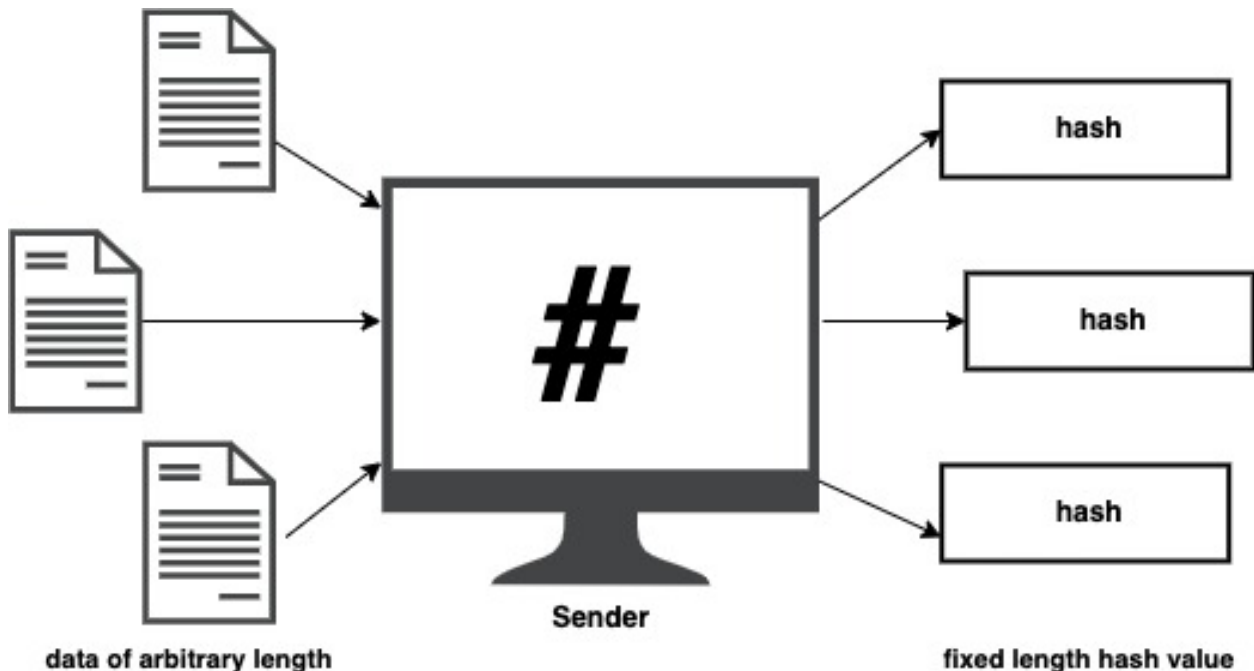 hash
#
hash
hash
Sender
data of arbitrary length
fixed length hash value